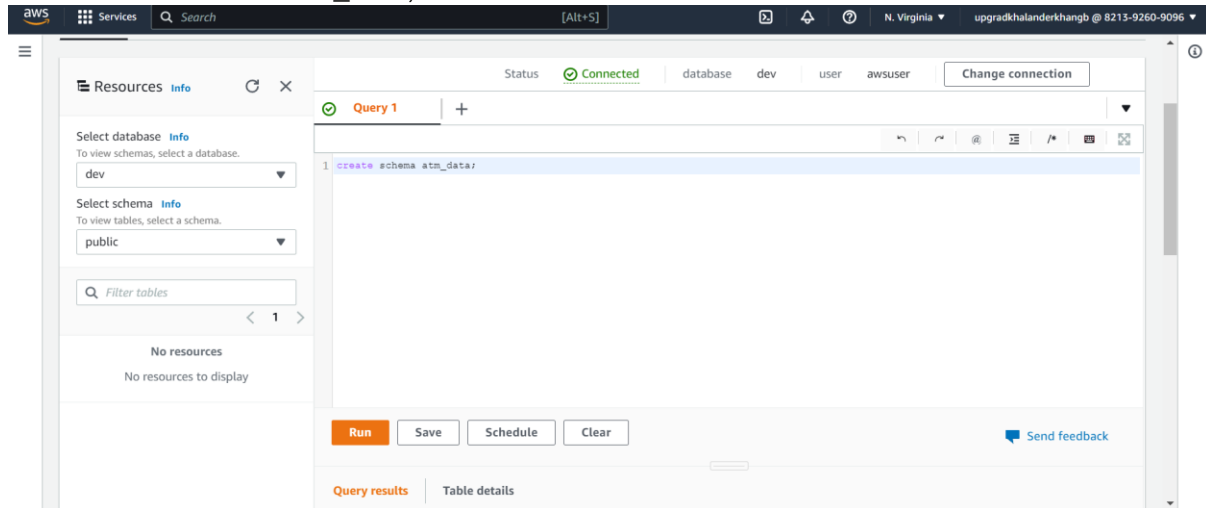 aws
Services
Search
[Alt+S]
N. Virginia ▼
upgradkhalanderkhangb @ 8213-9260-9096 ▼
Resources Info
Status Connected database dev user awsuser Change connection
Query 1 +
Select database Info
To view schemas, select a database.
dev
Select schema Info
To view tables, select a schema.
public
Filter tables
< 1 >
No resources
No resources to display
1 create schema atm_data;
Run Save Schedule Clear
Send feedback
Query results Table details